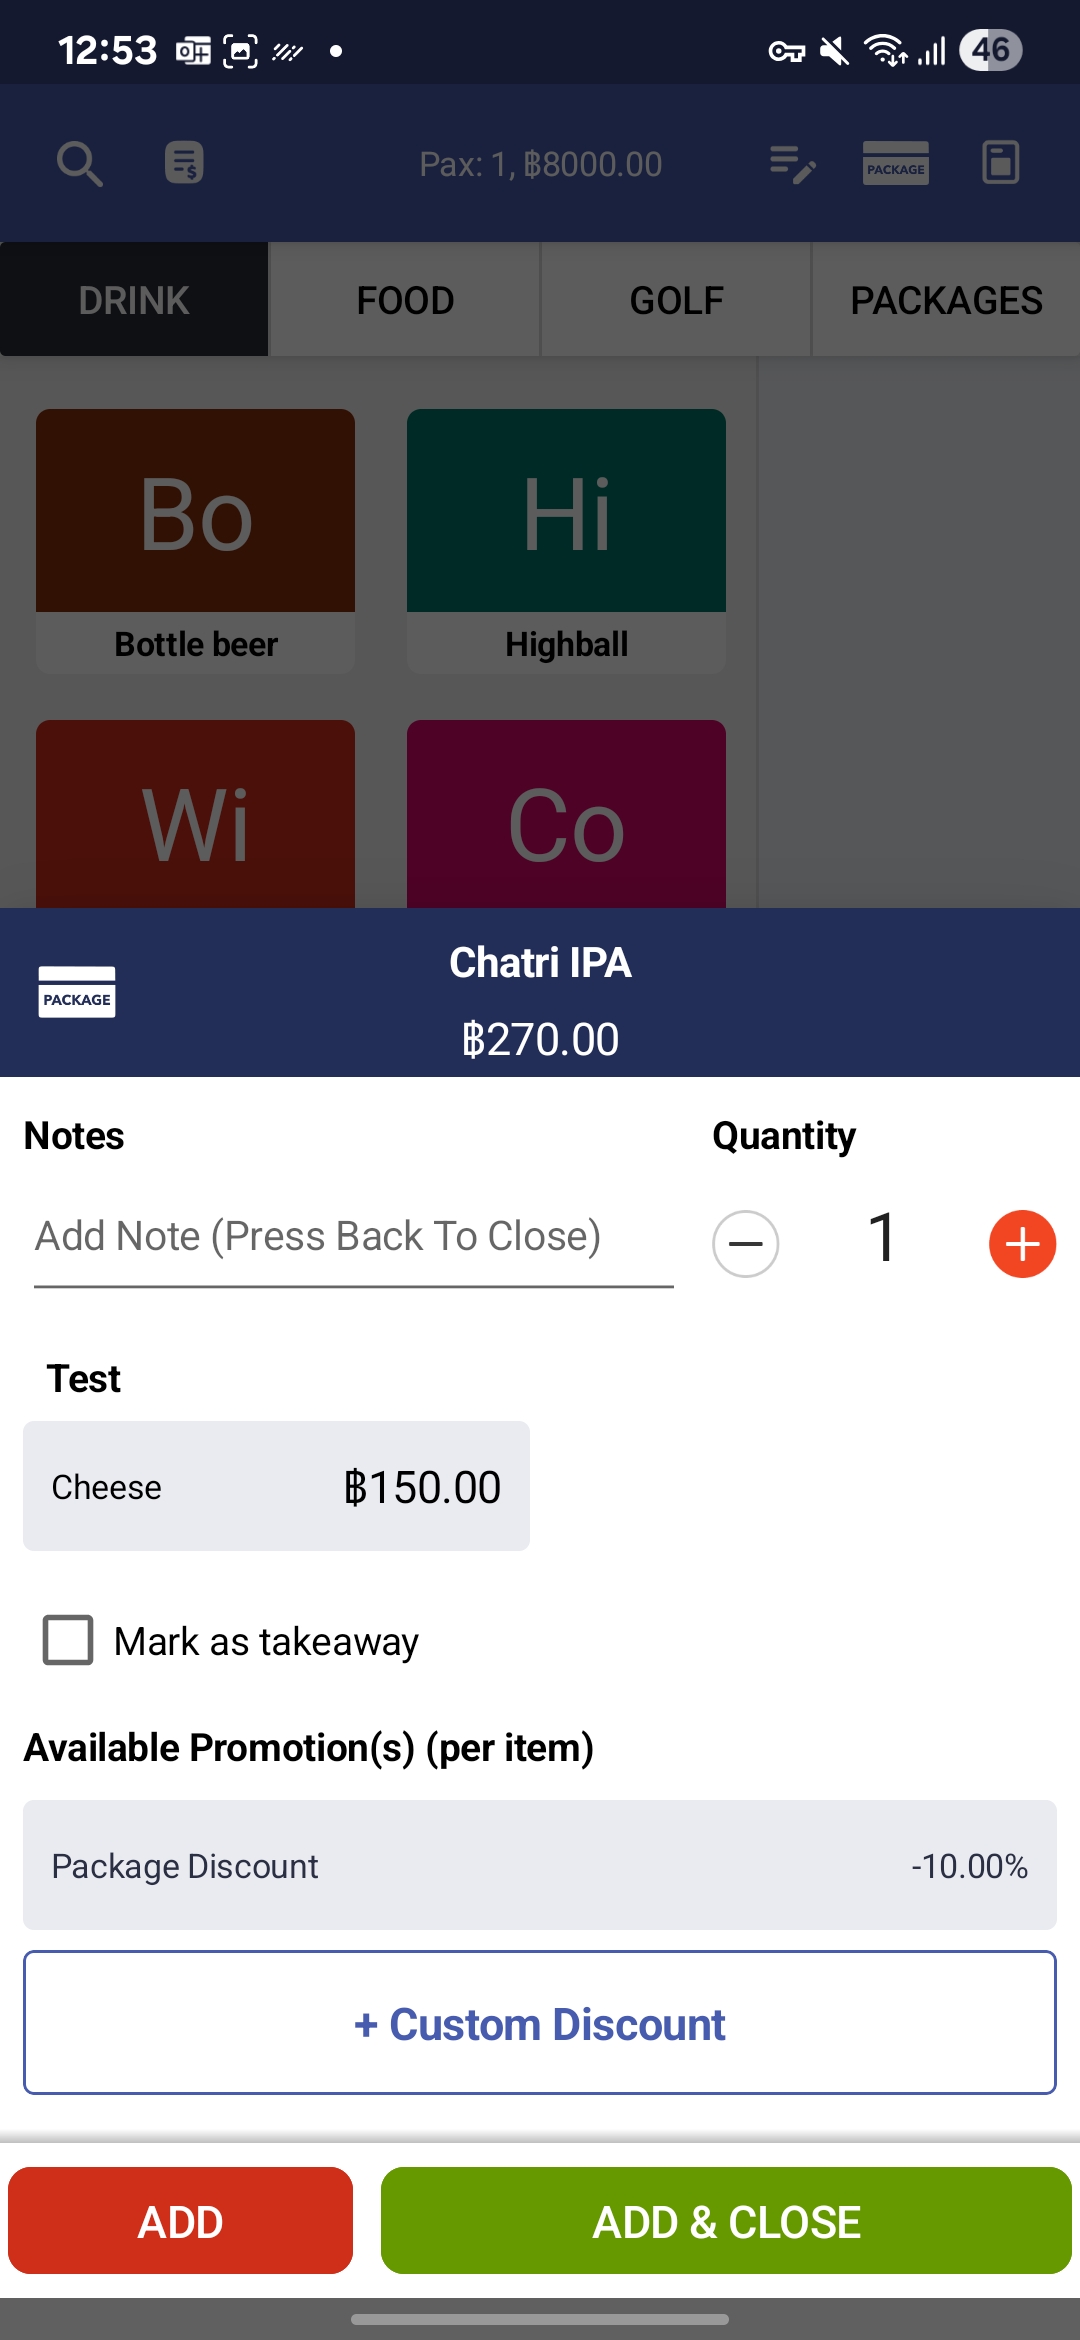 12:53
46
Pax: 1, ฿8000.00
PACKAGE
DRINK
FOOD
GOLF
PACKAGES
Bo
Hi
Bottle beer
Highball
Wi
Co
PACKAGE
Chatri IPA
฿270.00
Notes
Quantity
Add Note (Press Back To Close)
1
Test
Cheese
฿150.00
Mark as takeaway
Available Promotion(s) (per item)
Package Discount
-10.00%
+ Custom Discount
ADD
ADD & CLOSE